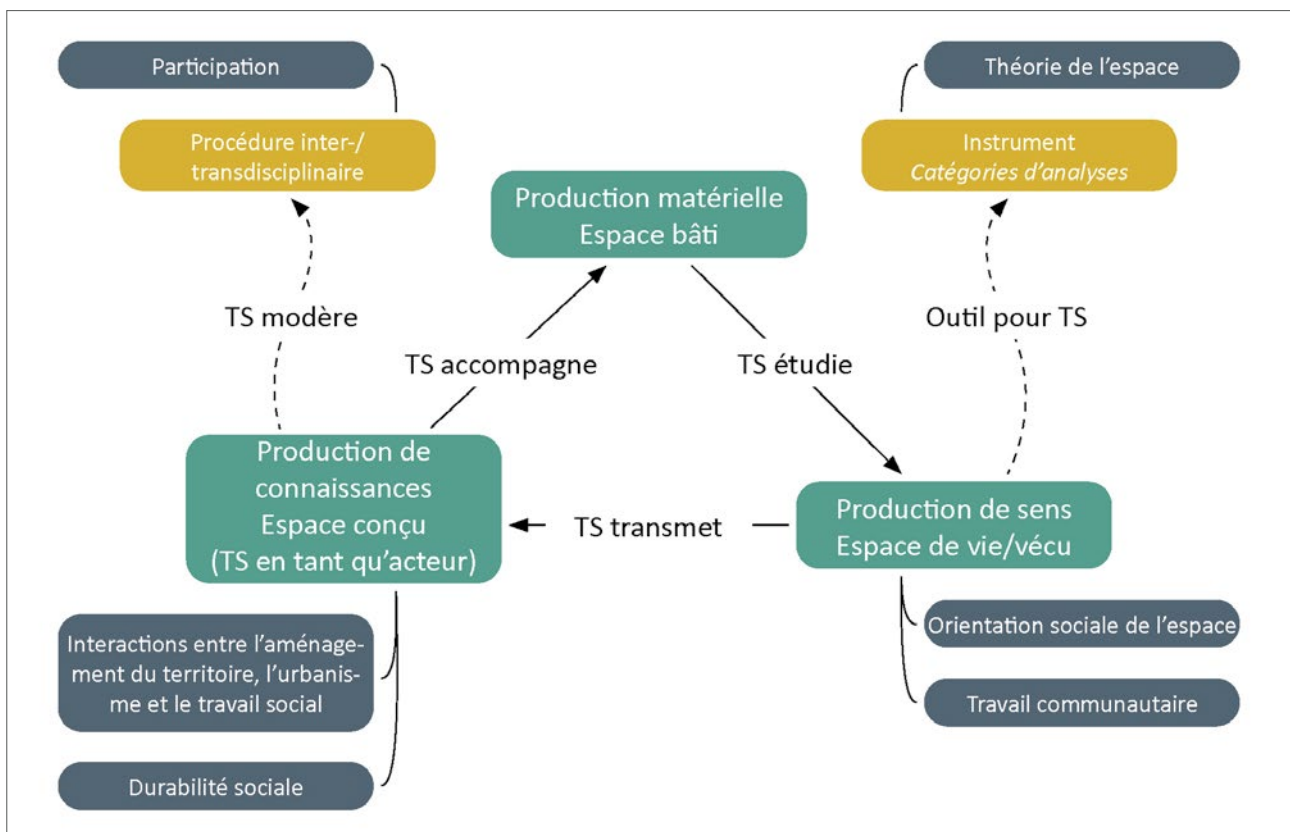 Participation
Théorie de l'espace
Procédure inter-/
transdisciplinaire
Instrument
Catégories d'analyses
Production matérielle
Espace bâti
TS modère
Outil pour TS
TS accompagne
TS étudie
Production de
connaissances
Espace conçu
(TS en tant qu'acteur)
TS transmet
Production de sens
Espace de vie/vécu
Interactions entre l'aménage-
ment du territoire, l'urbanis-
me et le travail social
Orientation sociale de l'espace
Travail communautaire
Durabilité sociale